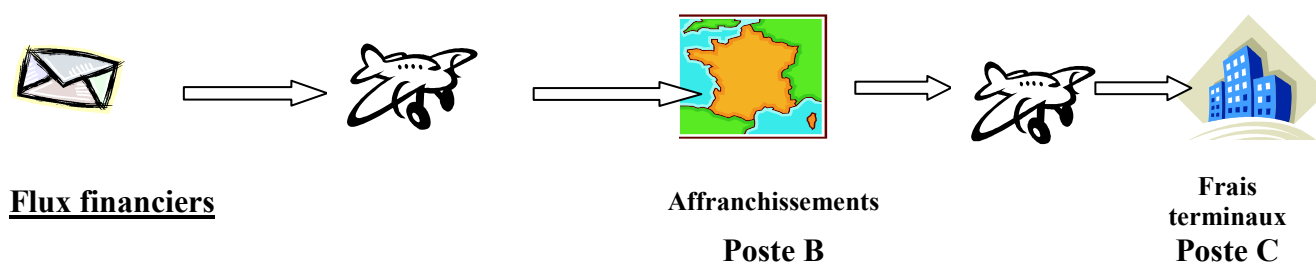 Flux financiers
Affranchissements
Poste B
Frais
terminaux
Poste C